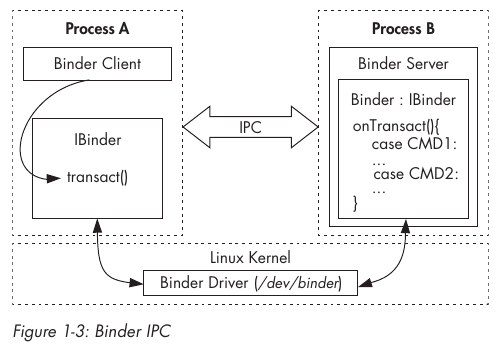 Process A
Binder Client
IBinder
transact()
IPC
Process B
Binder Server
Binder : IBinder
onTransact(){
case CMD1:
...
case CMD2:
...
}
Linux Kernel
Binder Driver (/dev/binder)
Figure 1-3: Binder IPC